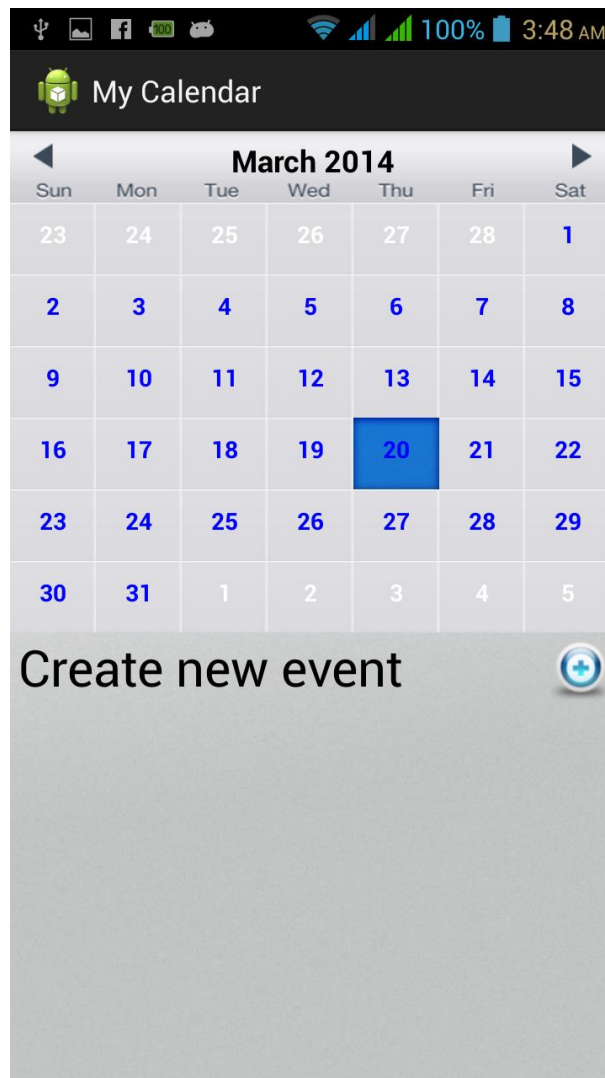 100 100% 3:48 AM
My Calendar
March 2014
Sun Mon Tue Wed Thu Fri Sat
23 24 25 26 27 28 1
2 3 4 5 6 7 8
9 10 11 12 13 14 15
16 17 18 19 20 21 22
23 24 25 26 27 28 29
30 31 1 2 3 4 5
Create new event